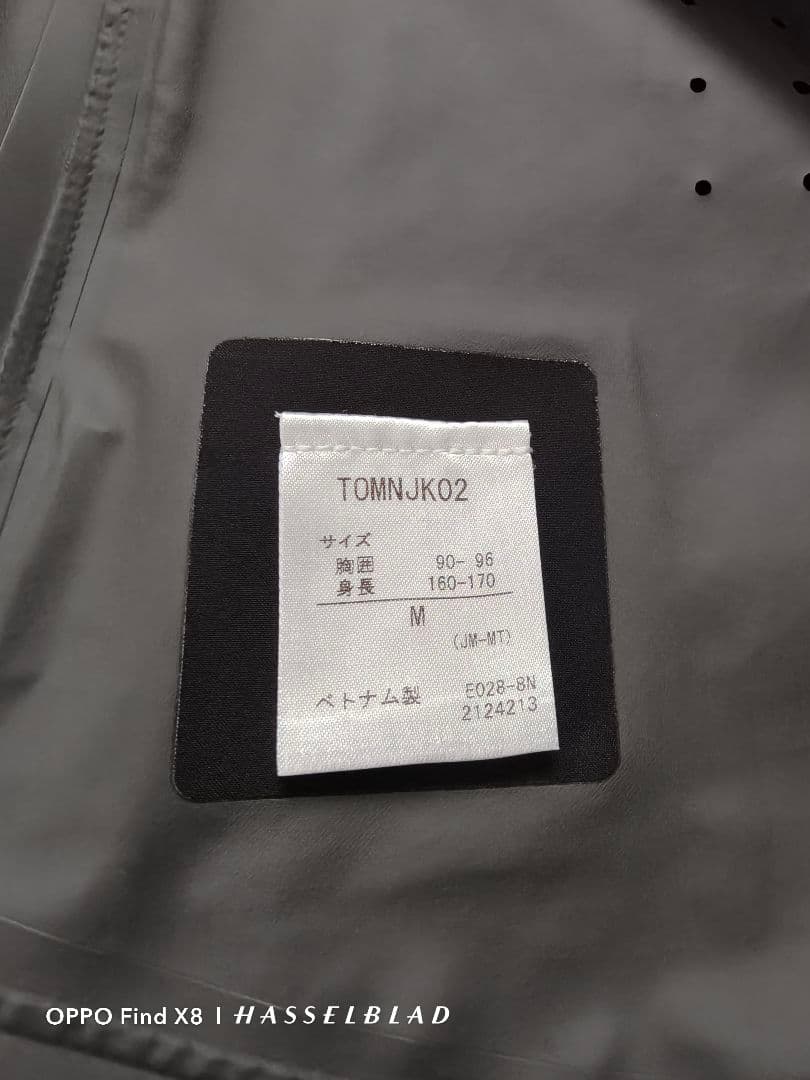 TOMNJK02
サイズ
胸囲 90- 96
身長 160-170
M
(JM-MT)
ベトナム製 E028-8N
2124213
OPPO Find X8 | HASSELBLAD